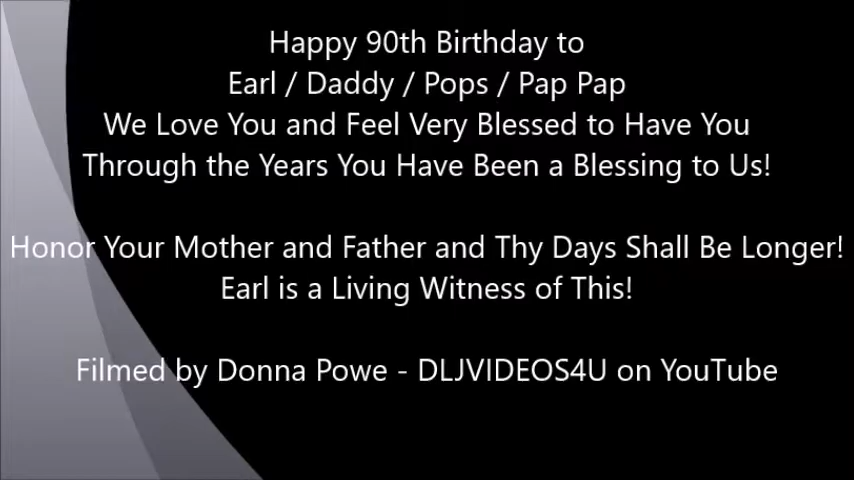 Happy 90th Birthday to
Earl / Daddy / Pops / Pap Pap
We Love You and Feel Very Blessed to Have You
Through the Years You Have Been a Blessing to Us!
Honor Your Mother and Father and Thy Days Shall Be Longer!
Earl is a Living Witness of This!
Filmed by Donna Powe - DLJVIDEOS4U on YouTube